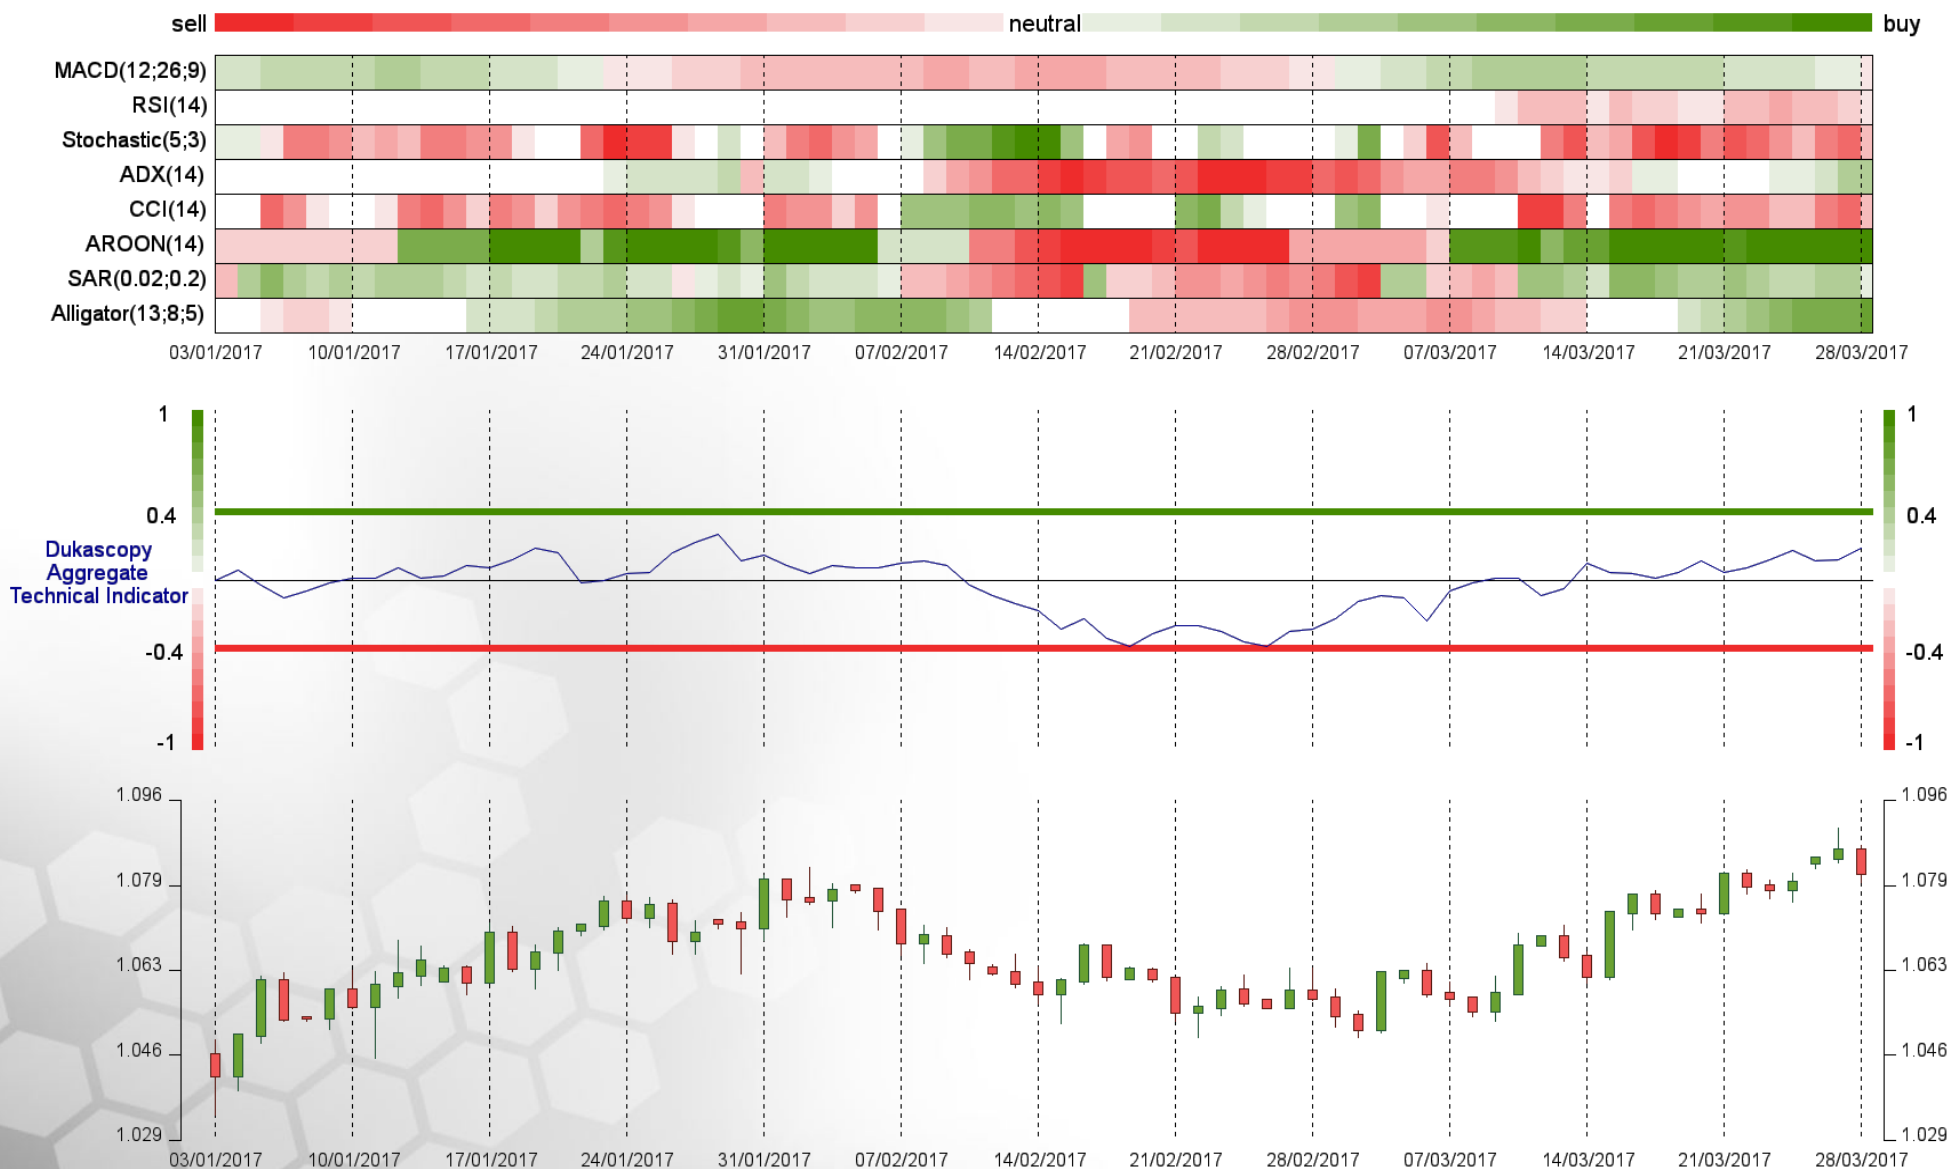 sell neutral buy
MACD(12;26;9)
RSI(14)
Stochastic(5;3)
ADX(14)
CCI(14)
AROON(14)
SAR(0.02;0.2)
Alligator(13;8;5)
03/01/2017 10/01/2017 17/01/2017 24/01/2017 31/01/2017 07/02/2017 14/02/2017 21/02/2017 28/02/2017 07/03/2017 14/03/2017 21/03/2017 28/03/2017
1 1
0.4 0.4
Dukascopy
Aggregate
Technical Indicator
-0.4 -0.4
-1 -1
1.096 1.096
1.079 1.079
1.063 1.063
1.046 1.046
1.029 1.029
03/01/2017 10/01/2017 17/01/2017 24/01/2017 31/01/2017 07/02/2017 14/02/2017 21/02/2017 28/02/2017 07/03/2017 14/03/2017 21/03/2017 28/03/2017